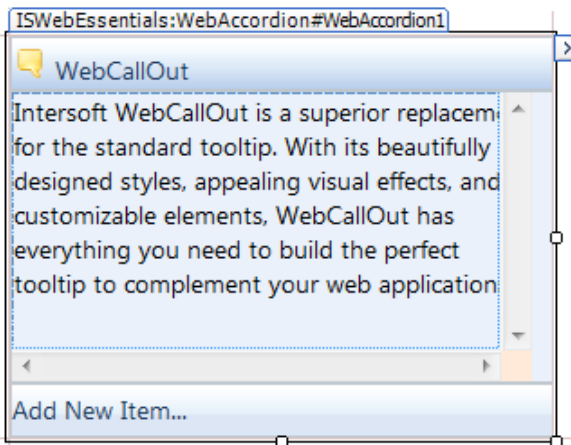 ISWebEssentials:WebAccordion#WebAccordion1
WebCallOut
Intersoft WebCallOut is a superior replacem
for the standard tooltip. With its beautifully
designed styles, appealing visual effects, and
customizable elements, WebCallOut has
everything you need to build the perfect
tooltip to complement your web application
Add New Item...